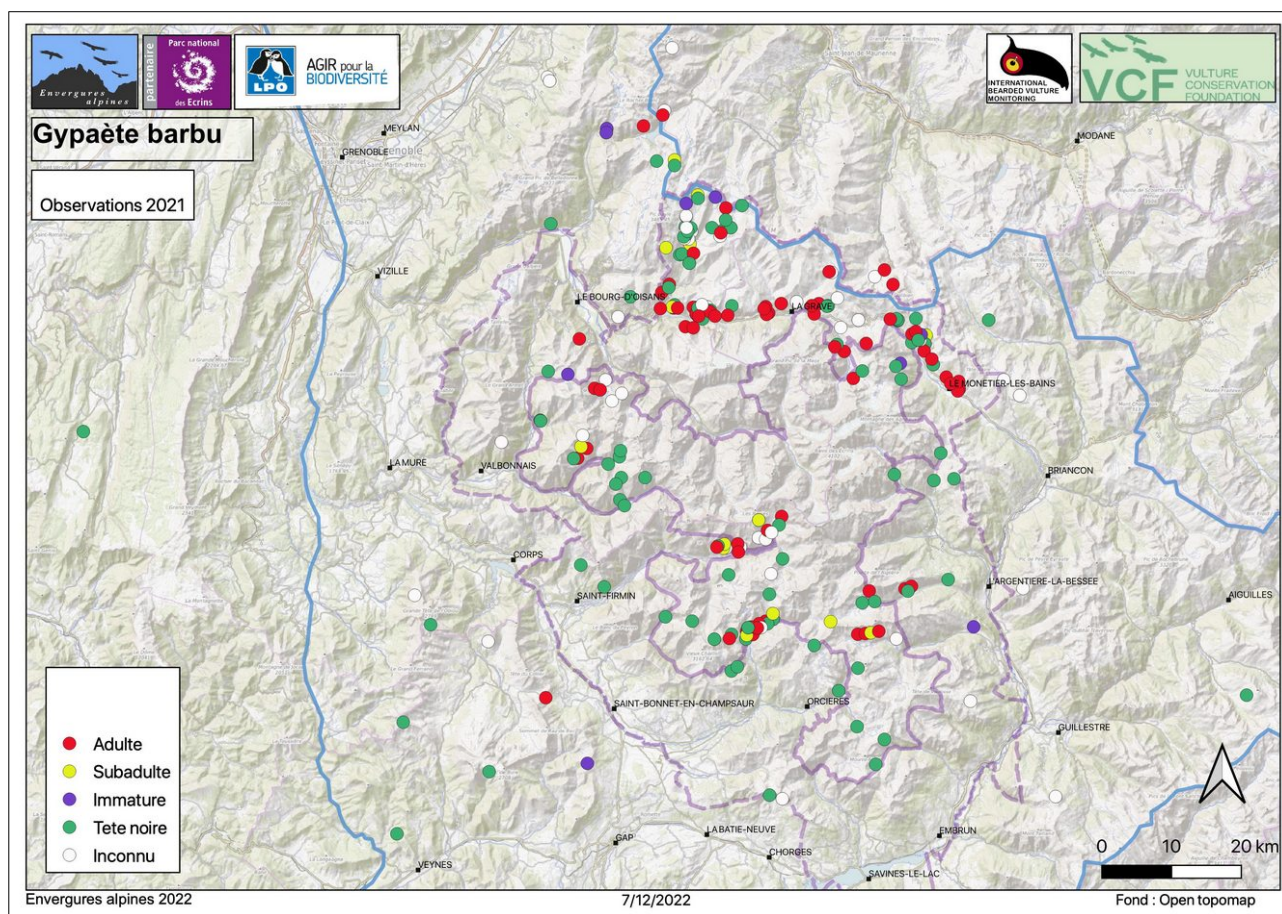 Envergures
alpines
partenaire
Parc national
des Ecrins
LPO
AGIR pour la
BIODIVERSITÉ
INTERNATIONAL
BEARDED VULTURE
MONITORING
VCF
VULTURE
CONSERVATION
FOUNDATION
Gypaète barbu
Observations 2021
MEYLAN
GRENOBLE
MODANE
VIZILLE
LE BOURG-D'OISANS
LA GRAVE
LE MONETIER-LES-BAINS
LA MURE
VALBONNAIS
BRIANCON
CORPS
SAINT-FIRMIN
L'ARGENTIERE-LA-BESSEE
AIGUILLES
SAINT-BONNET-EN-CHAMPSAUR
ORCIERES
GUILLESTRE
Adulte
Subadulte
Immature
Tete noire
Inconnu
GAP
LA BATIE-NEUVE
EMBRUN
VEYNES
CHORGES
SAVINES-LE-LAC
0 10 20 km
Envergures alpines 2022
7/12/2022
Fond : Open topomap